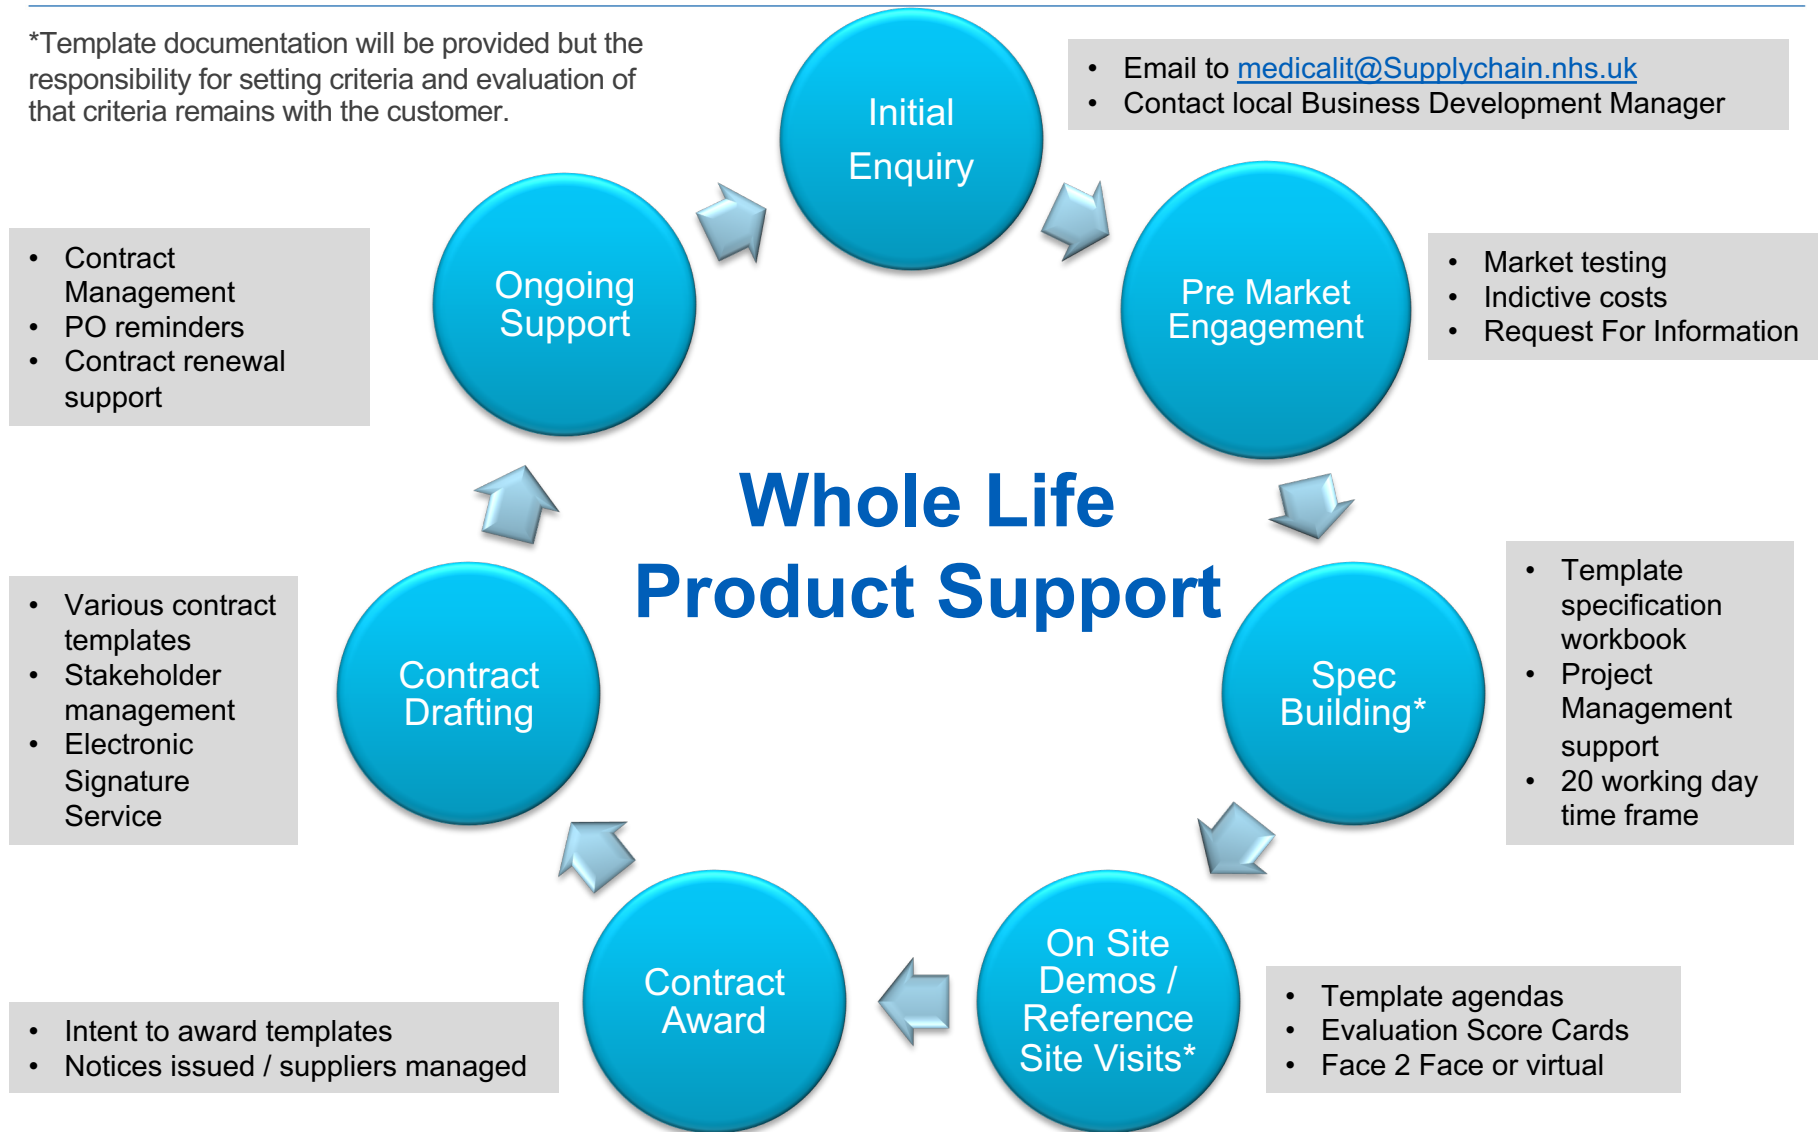 *Template documentation will be provided but the
responsibility for setting criteria and evaluation of
that criteria remains with the customer.
Initial
Enquiry
• Email to medicalit@Supplychain.nhs.uk
• Contact local Business Development Manager
Pre Market
Engagement
• Market testing
• Indictive costs
• Request For Information
Spec
Building*
• Template
specification
workbook
• Project
Management
support
• 20 working day
time frame
On Site
Demos /
Reference
Site Visits*
• Template agendas
• Evaluation Score Cards
• Face 2 Face or virtual
Contract
Award
• Intent to award templates
• Notices issued / suppliers managed
Contract
Drafting
• Various contract
templates
• Stakeholder
management
• Electronic
Signature
Service
Ongoing
Support
• Contract
Management
• PO reminders
• Contract renewal
support
Whole Life
Product Support